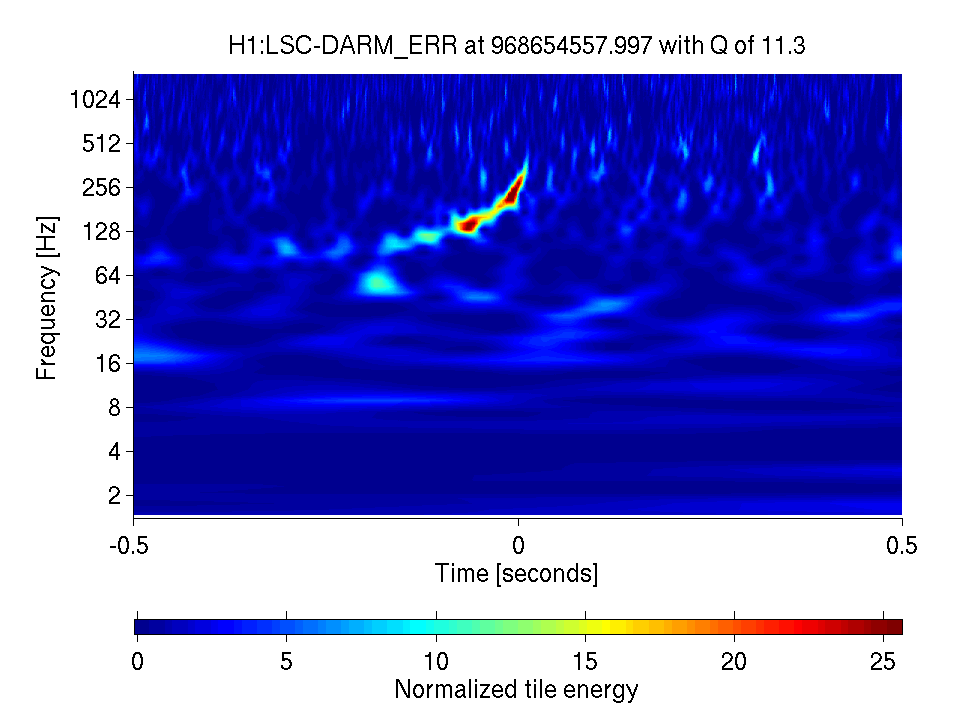 H1:LSC-DARM_ERR at 968654557.997 with Q of 11.3
1024
512
256
128
64
32
16
8
4
2
Frequency [Hz]
-0.5 0 0.5
Time [seconds]
0 5 10 15 20 25
Normalized tile energy